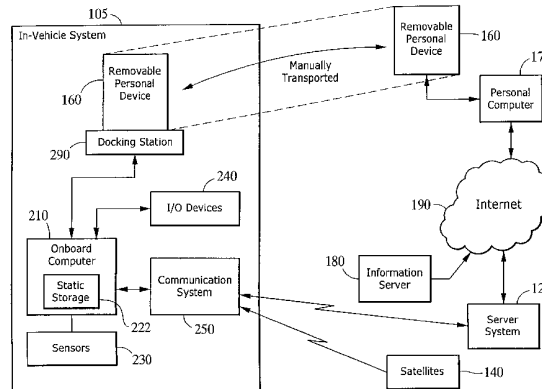 105
In-Vehicle System
160
Removable
Personal
Device
Manually
Transported
Removable
Personal
Device
160
17
Personal
Computer
Docking Station
290
240
I/O Devices
210
Onboard
Computer
Static
Storage
222
Communication
System
250
Sensors
230
190
Internet
180
Information
Server
12
Server
System
Satellites
140